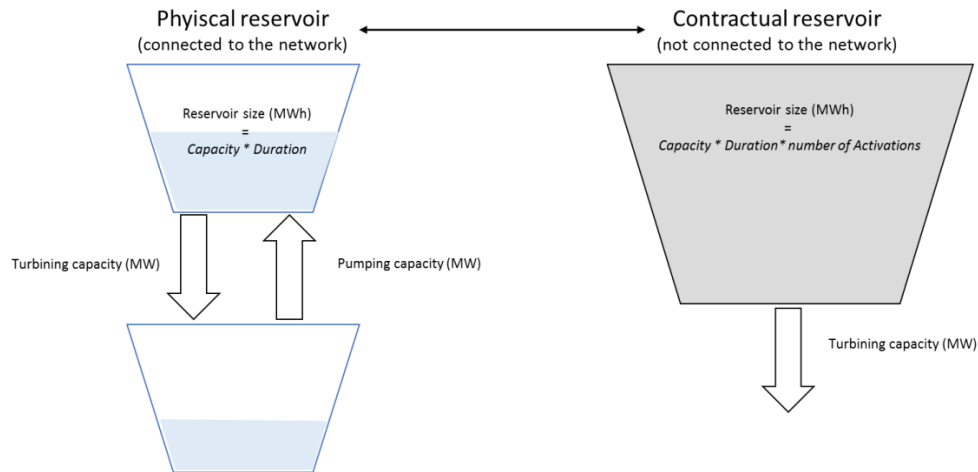 Phyiscal reservoir
(connected to the network)
Contractual reservoir
(not connected to the network)
Reservoir size (MWh)
=
Capacity * Duration
Reservoir size (MWh)
=
Capacity * Duration* number of Activations
Turbining capacity (MW)
Pumping capacity (MW)
Turbining capacity (MW)